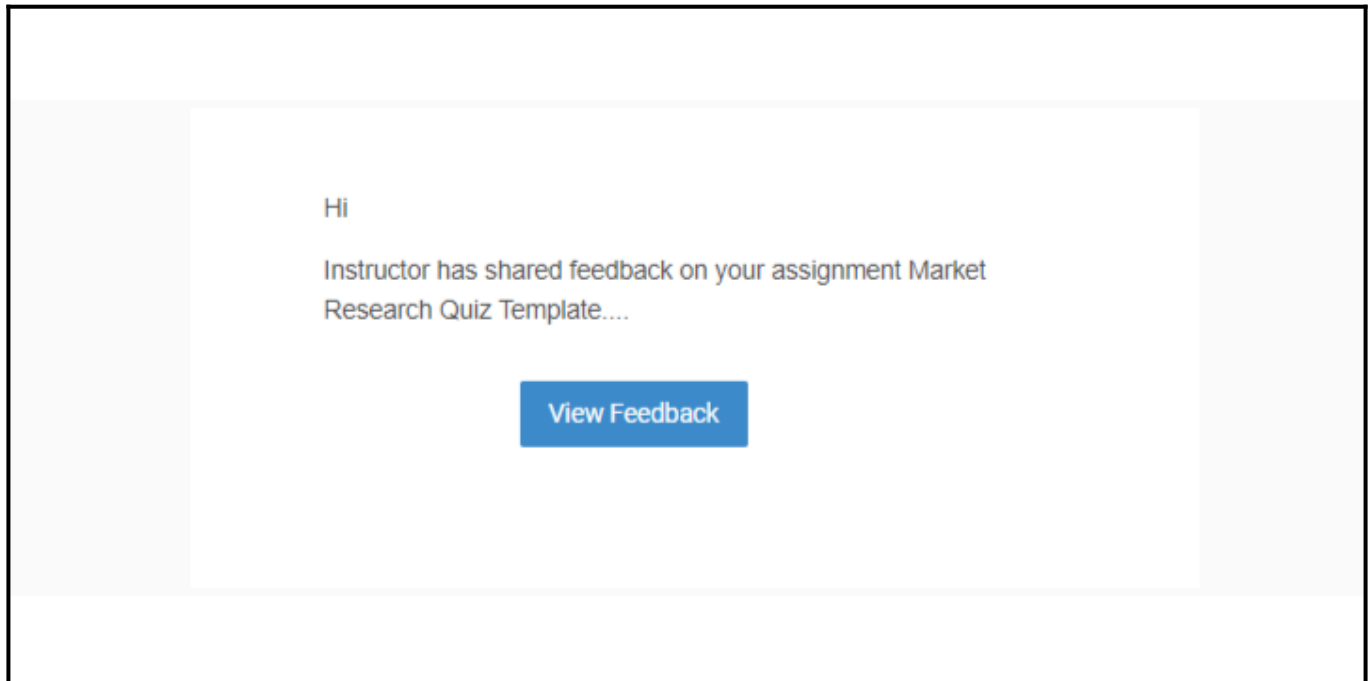 Hi
Instructor has shared feedback on your assignment Market
Research Quiz Template....
View Feedback